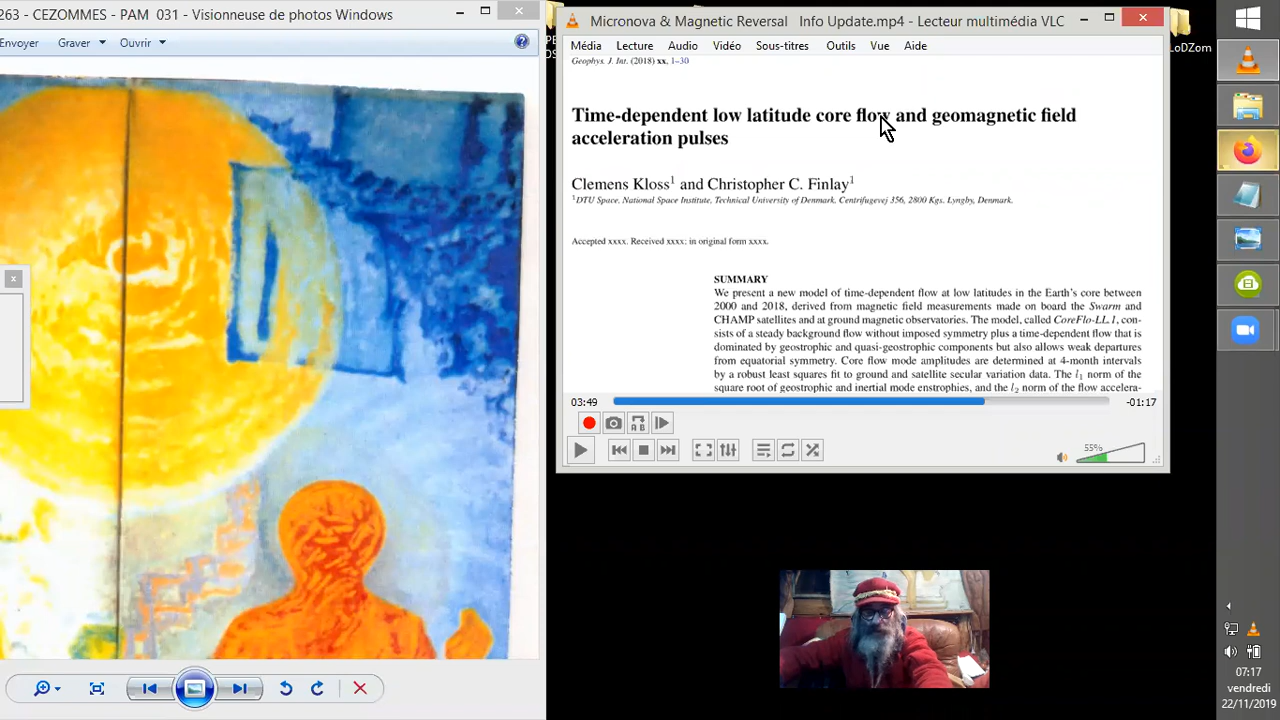 263 - CEZOMMES - PAM 031 - Visionneuse de photos Windows
Envoyer Graver Ouvrir
Micronova & Magnetic Reversal Info Update.mp4 - Lecteur multimédia VLC
Média Lecture Audio Vidéo Sous-titres Outils Vue Aide
Geophys. J. Int. (2018) xx, 1–30
Time-dependent low latitude core flow and geomagnetic field
acceleration pulses
Clemens Kloss1 and Christopher C. Finlay1
1DTU Space, National Space Institute, Technical University of Denmark, Centrifugevej 356, 2800 Kgs. Lyngby, Denmark.
Accepted xxxx. Received xxxx; in original form xxxx.
SUMMARY
We present a new model of time-dependent flow at low latitudes in the Earth's core between
2000 and 2018, derived from magnetic field measurements made on board the Swarm and
CHAMP satellites and at ground magnetic observatories. The model, called CoreFlo-LL.1, con-
sists of a steady background flow without imposed symmetry plus a time-dependent flow that is
dominated by geostrophic and quasi-geostrophic components but also allows weak departures
from equatorial symmetry. Core flow mode amplitudes are determined at 4-month intervals
by a robust least squares fit to ground and satellite secular variation data. The l1 norm of the
square root of geostrophic and inertial mode enstrophies, and the l2 norm of the flow accelera-
03:49 -01:17
A B
55%
LoDZom
07:17
vendredi
22/11/2019